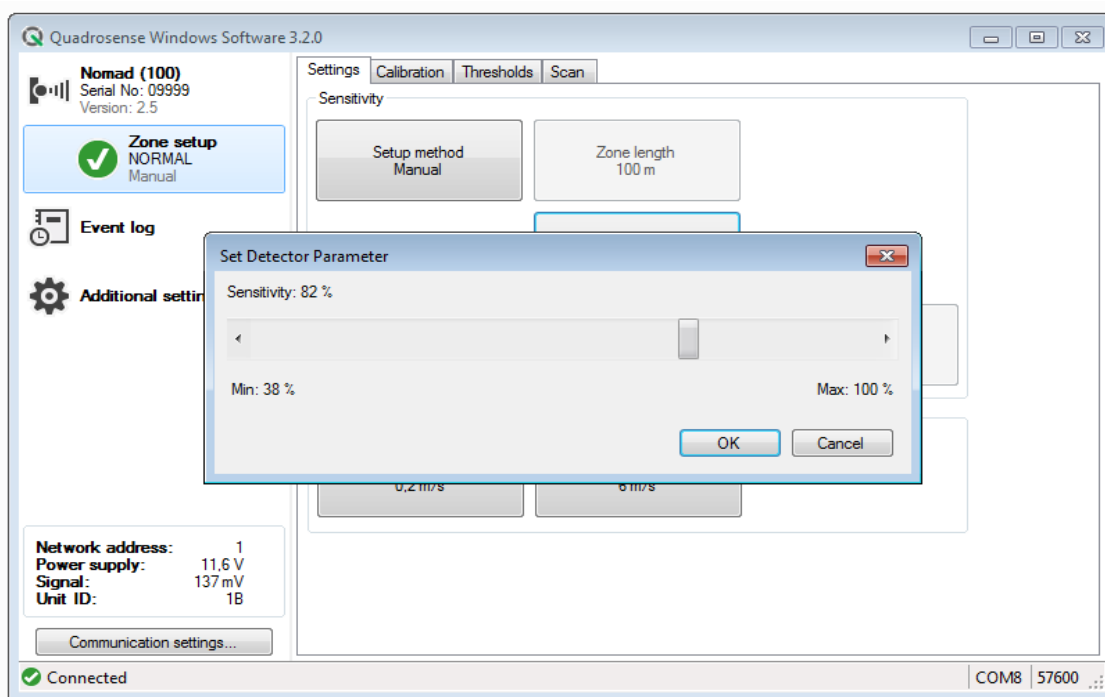 Quadrosense Windows Software 3.2.0
Nomad (100)
Serial No: 09999
Version: 2.5
Zone setup
NORMAL
Manual
Event log
Additional settin
Network address: 1
Power supply: 11,6 V
Signal: 137 mV
Unit ID: 1B
Communication settings...
Settings Calibration Thresholds Scan
Sensitivity
Setup method
Manual
Zone length
100 m
Set Detector Parameter
Sensitivity: 82 %
Min: 38 %
Max: 100 %
OK
Cancel
0,2 m/s
6 m/s
Connected
COM8 57600